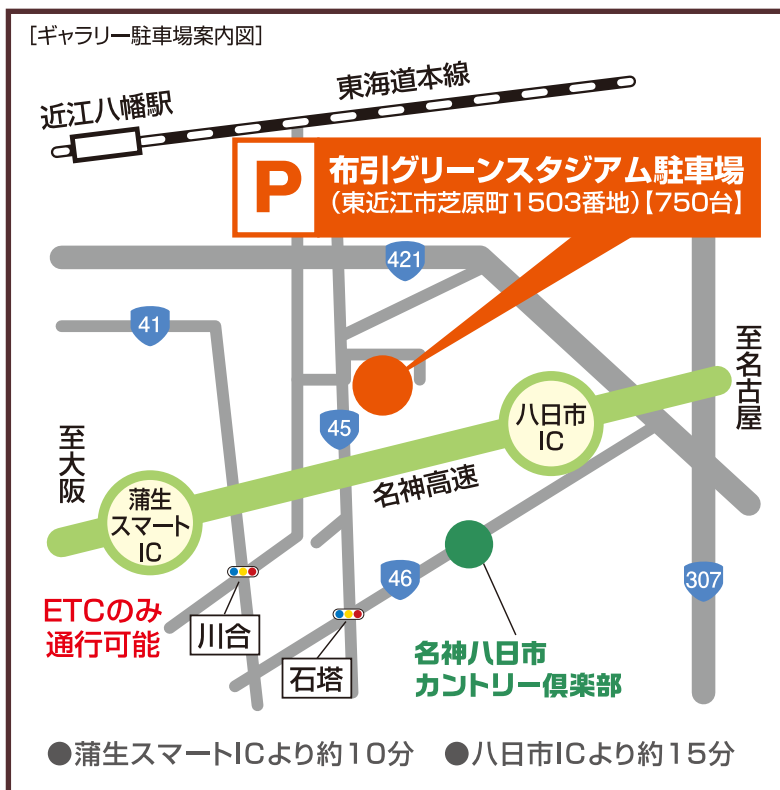 [ギャラリー駐車場案内図]
近江八幡駅
東海道本線
P
布引グリーンスタジアム駐車場
(東近江市芝原町1503番地)【750台】
421
41
至名古屋
45
八日市
IC
至大阪
名神高速
蒲生
スマート
IC
46
307
ETCのみ
通行可能
川合
石塔
名神八日市
カントリー倶楽部
●蒲生スマートICより約10分 ●八日市ICより約15分